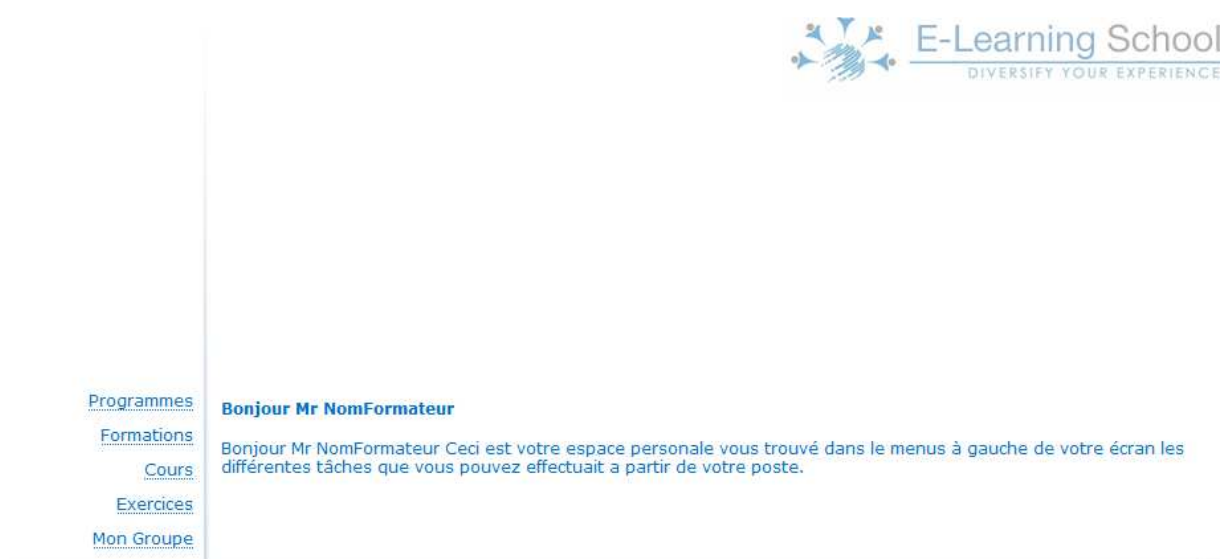 E-Learning School
DIVERSIFY YOUR EXPERIENCE
Programmes
Formations
Cours
Exercices
Mon Groupe
Bonjour Mr NomFormateur
Bonjour Mr NomFormateur Ceci est votre espace personale vous trouvé dans le menus à gauche de votre écran les
différentes tâches que vous pouvez effectuait a partir de votre poste.